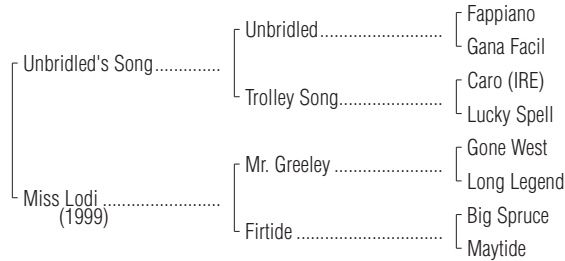 Fappiano
Unbridled
Gana Facil
Unbridled's Song
Caro (IRE)
Trolley Song
Lucky Spell
Gone West
Mr. Greeley
Long Legend
Miss Lodi
(1999)
Big Spruce
Firtide
Maytide